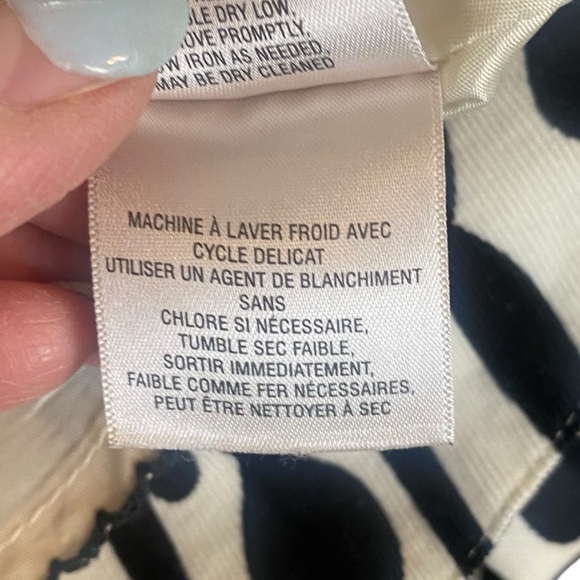 DRY LOW,
PROMPTLY.
IRON AS NEEDED,
MAY BE DRY CLEANED
MACHINE À LAVER FROID AVEC
CYCLE DELICAT
UTILISER UN AGENT DE BLANCHIMENT
SANS
CHLORE SI NÉCESSAIRE,
TUMBLE SEC FAIBLE,
SORTIR IMMEDIATEMENT,
FAIBLE COMME FER NÉCESSAIRES,
PEUT ÊTRE NETTOYER À SEC